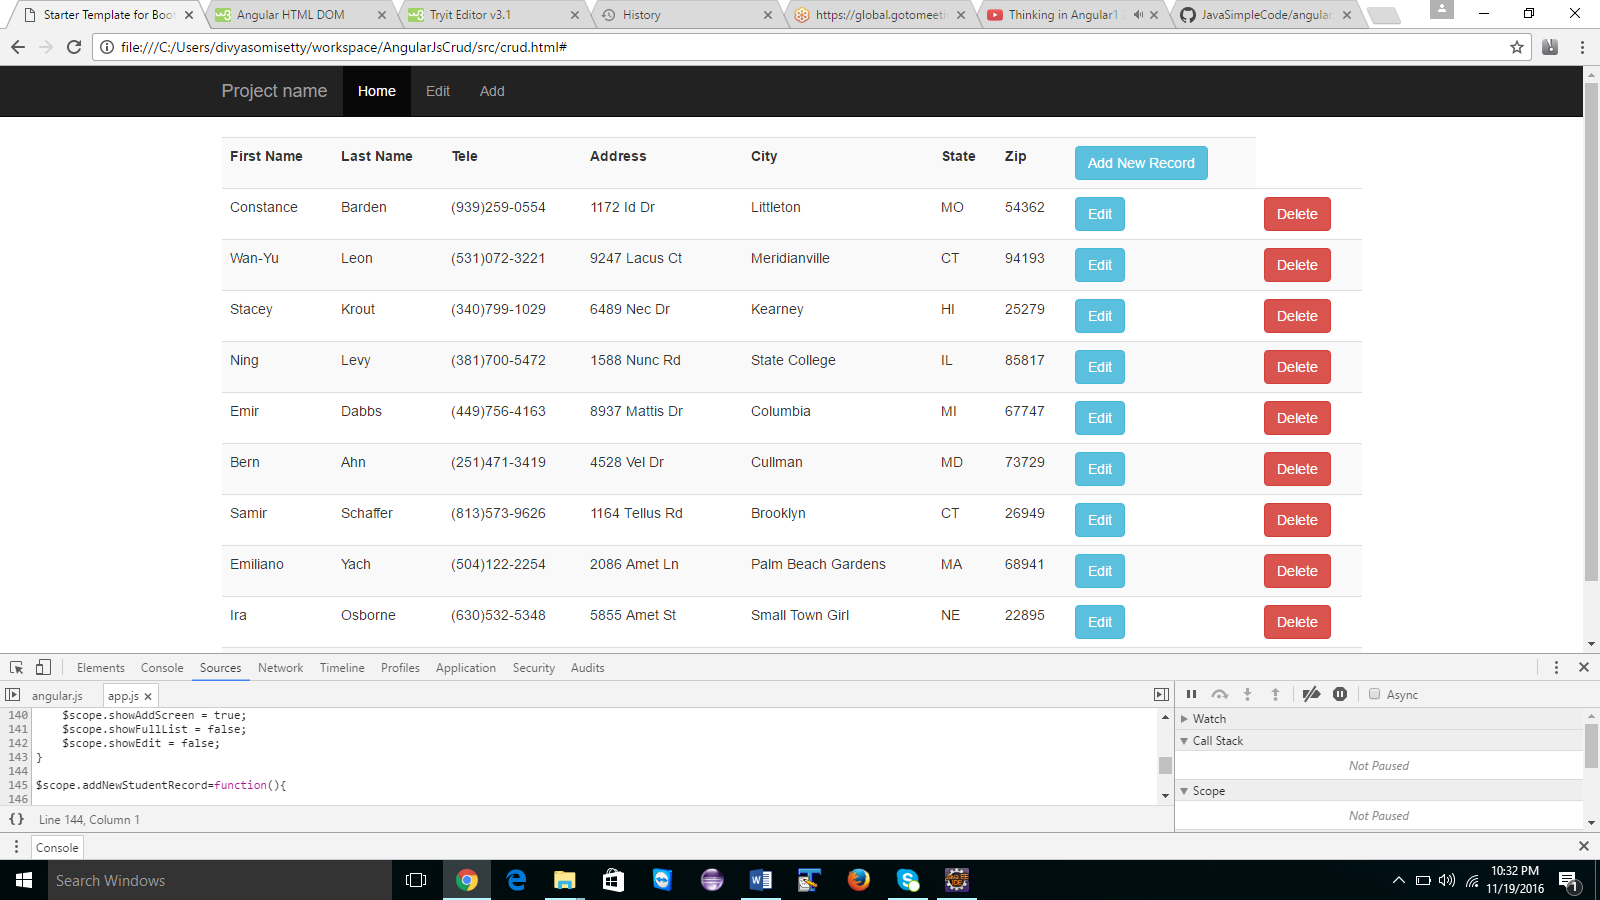 Starter Template for Boot
Angular HTML DOM
Tryit Editor v3.1
History
https://global.gotomeeti
Thinking in Angular1
JavaSimpleCode/angular
file:///C:/Users/divyasomisetty/workspace/AngularJsCrud/src/crud.html#
Project name Home Edit Add
First Name Last Name Tele Address City State Zip Add New Record
Constance Barden (939)259-0554 1172 Id Dr Littleton MO 54362 Edit Delete
Wan-Yu Leon (531)072-3221 9247 Lacus Ct Meridianville CT 94193 Edit Delete
Stacey Krout (340)799-1029 6489 Nec Dr Kearney HI 25279 Edit Delete
Ning Levy (381)700-5472 1588 Nunc Rd State College IL 85817 Edit Delete
Emir Dabbs (449)756-4163 8937 Mattis Dr Columbia MI 67747 Edit Delete
Bern Ahn (251)471-3419 4528 Vel Dr Cullman MD 73729 Edit Delete
Samir Schaffer (813)573-9626 1164 Tellus Rd Brooklyn CT 26949 Edit Delete
Emiliano Yach (504)122-2254 2086 Amet Ln Palm Beach Gardens MA 68941 Edit Delete
Ira Osborne (630)532-5348 5855 Amet St Small Town Girl NE 22895 Edit Delete
Elements Console Sources Network Timeline Profiles Application Security Audits
angular.js app.js
Async
140 $scope.showAddScreen = true;
141 $scope.showFullList = false;
142 $scope.showEdit = false;
143 }
144
145 $scope.addNewStudentRecord=function(){
146
{} Line 144, Column 1
Watch
Call Stack
Not Paused
Scope
Not Paused
Console
Search Windows
10:32 PM
11/19/2016
1